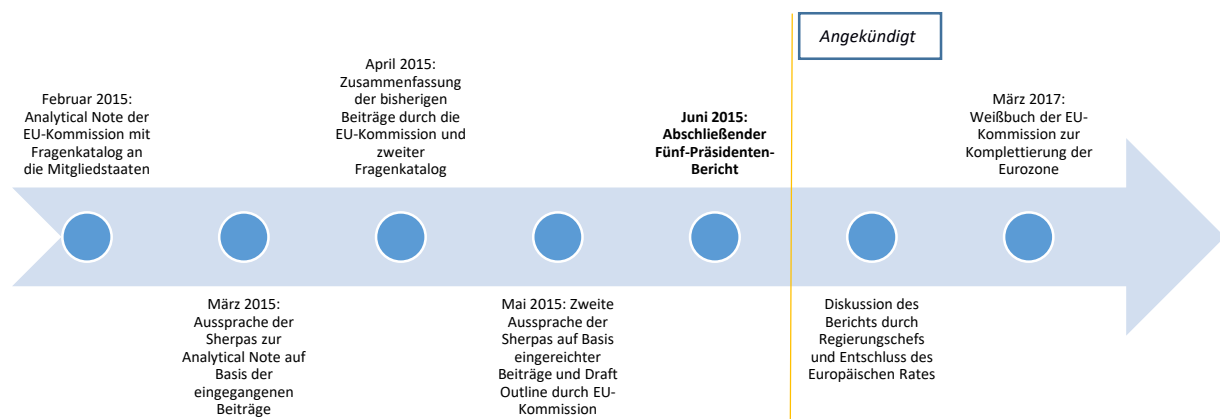 Angekündigt
Februar 2015:
Analytical Note der
EU-Kommission mit
Fragenkatalog an
die Mitgliedstaaten
April 2015:
Zusammenfassung
der bisherigen
Beiträge durch die
EU-Kommission und
zweiter
Fragenkatalog
Juni 2015:
Abschließender
Fünf-Präsidenten-
Bericht
März 2017:
Weißbuch der EU-
Kommission zur
Komplettierung der
Eurozone
März 2015:
Aussprache der
Sherpas zur
Analytical Note auf
Basis der
eingegangenen
Beiträge
Mai 2015: Zweite
Aussprache der
Sherpas auf Basis
eingereichter
Beiträge und Draft
Outline durch EU-
Kommission
Diskussion des
Berichts durch
Regierungschefs
und Entschluss des
Europäischen Rates